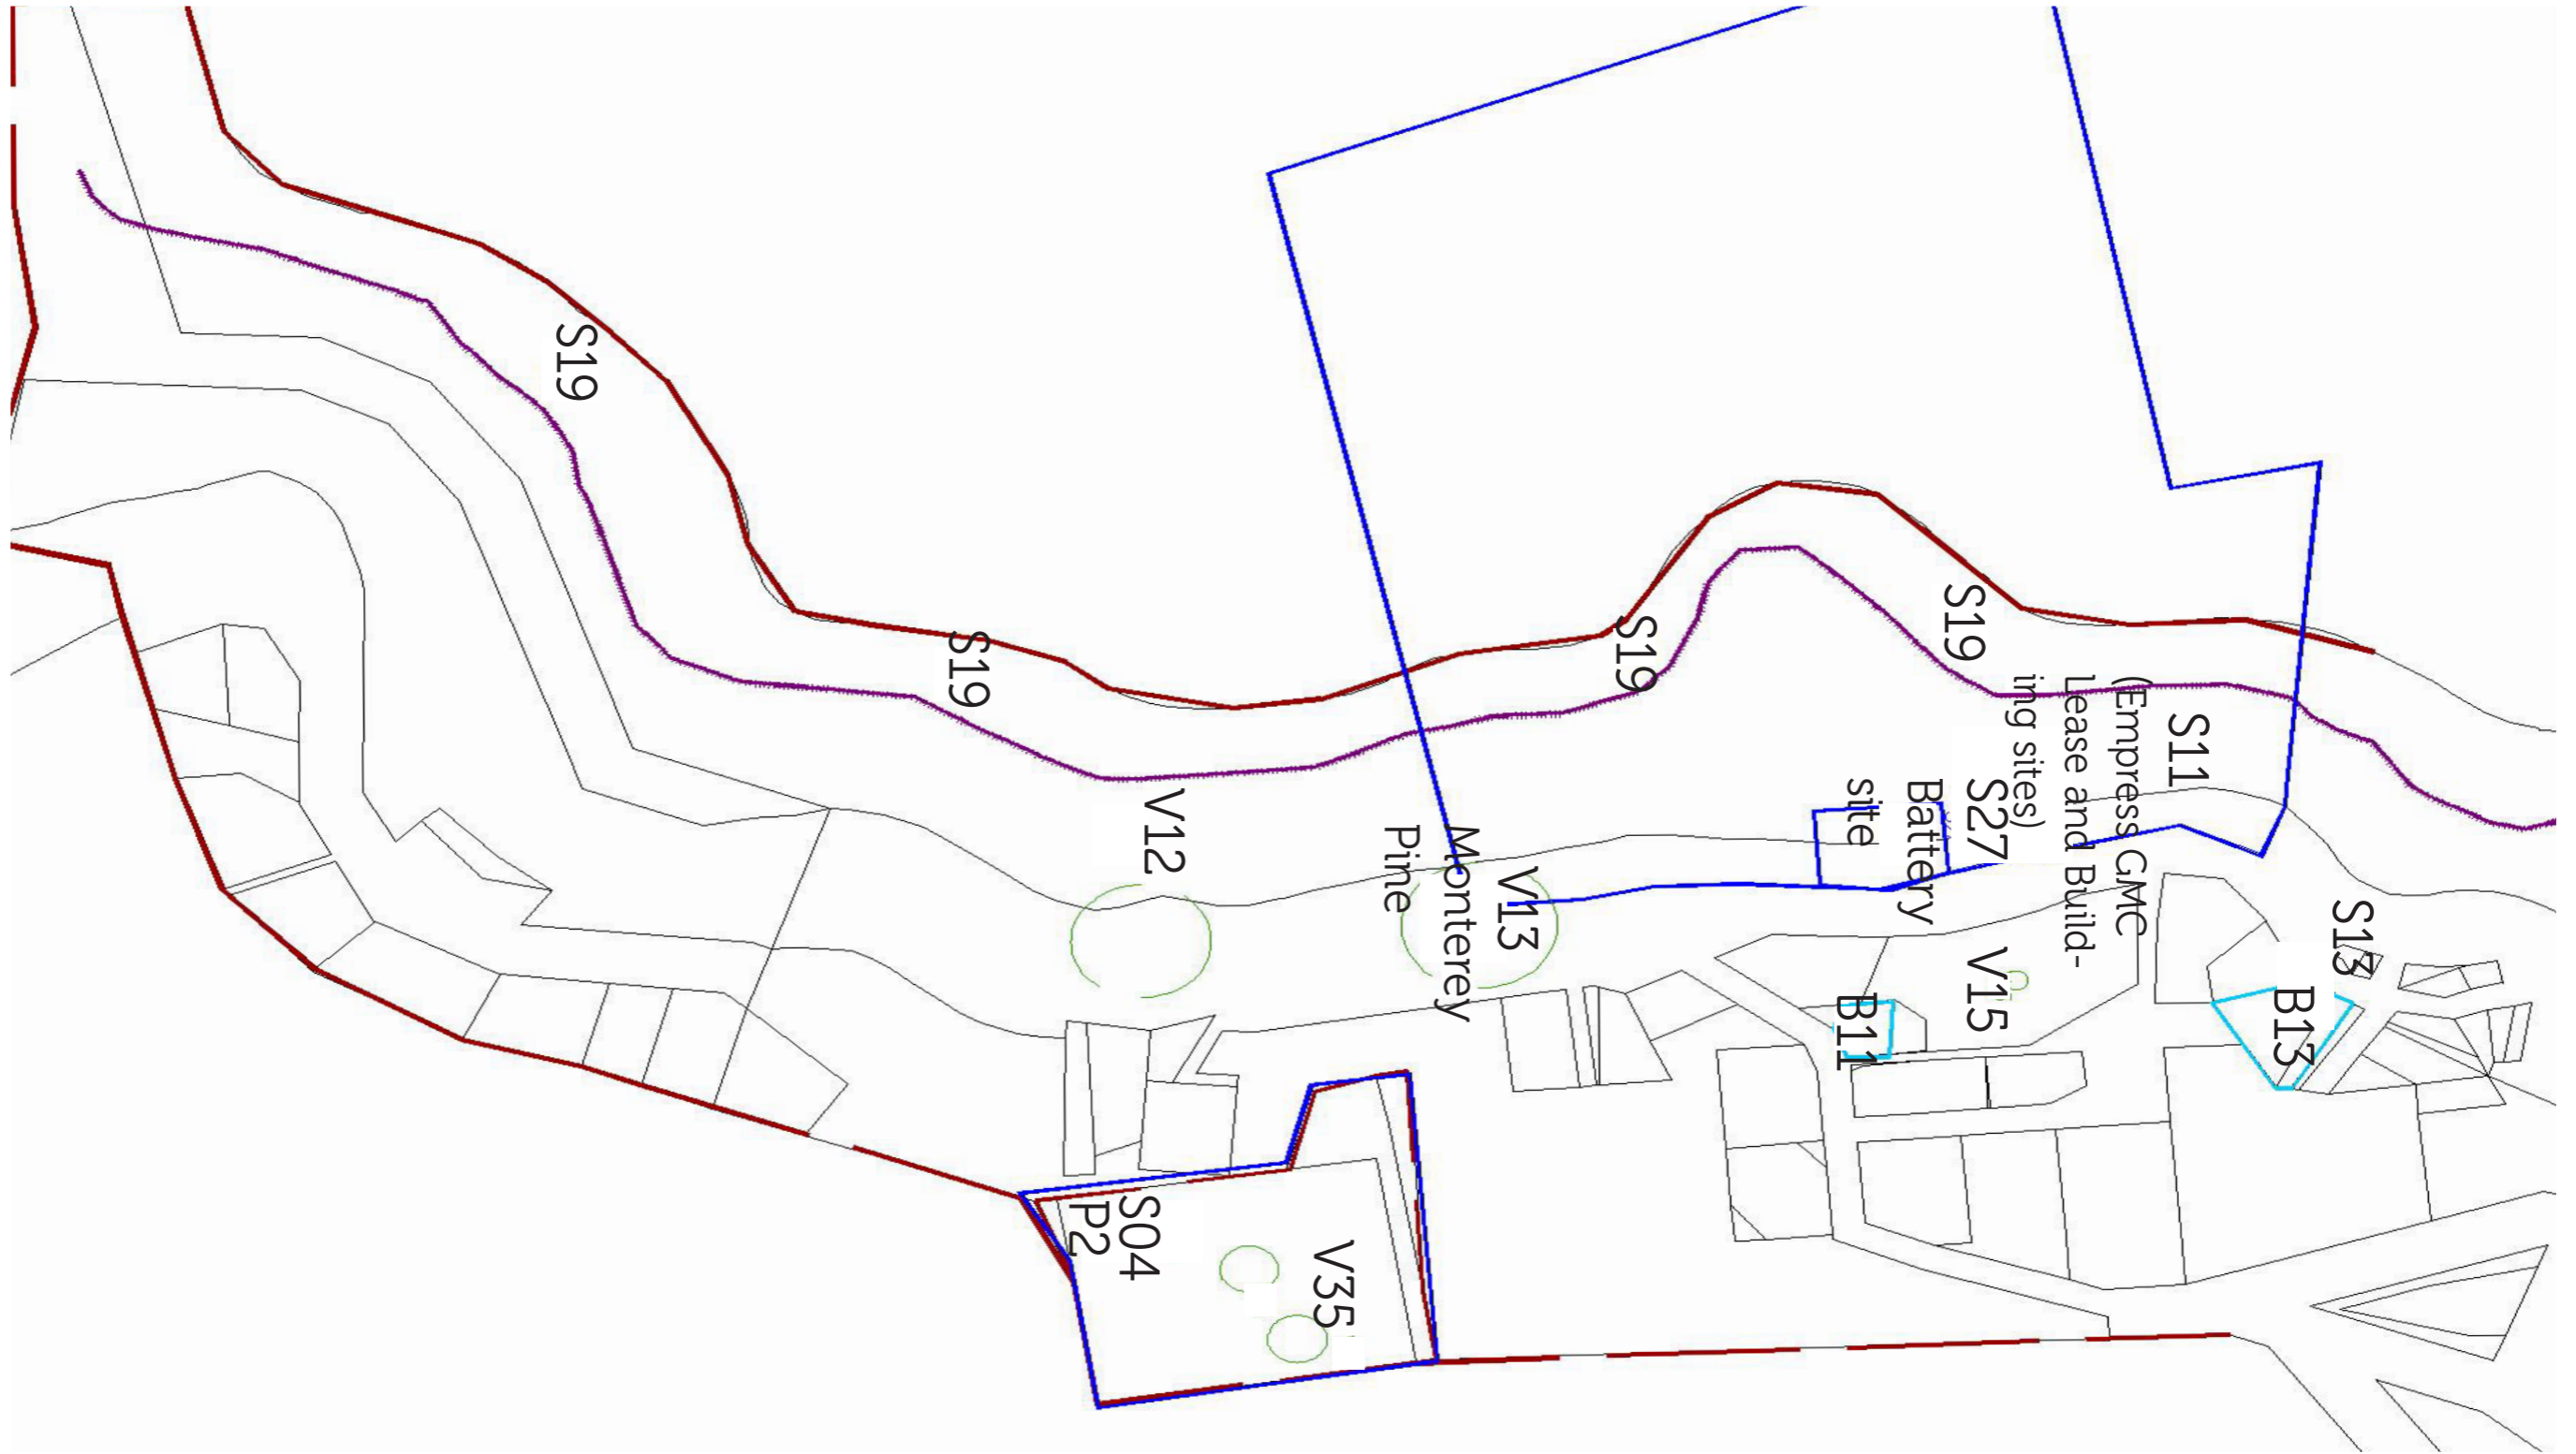 S19
S19
S19
S19
S11
(Empress GMC
Lease and Build-
ing sites)
S27
Battery
site
V12
V13
Monterey
Pine
S13
B13
V15
B11
S04
P2
V35